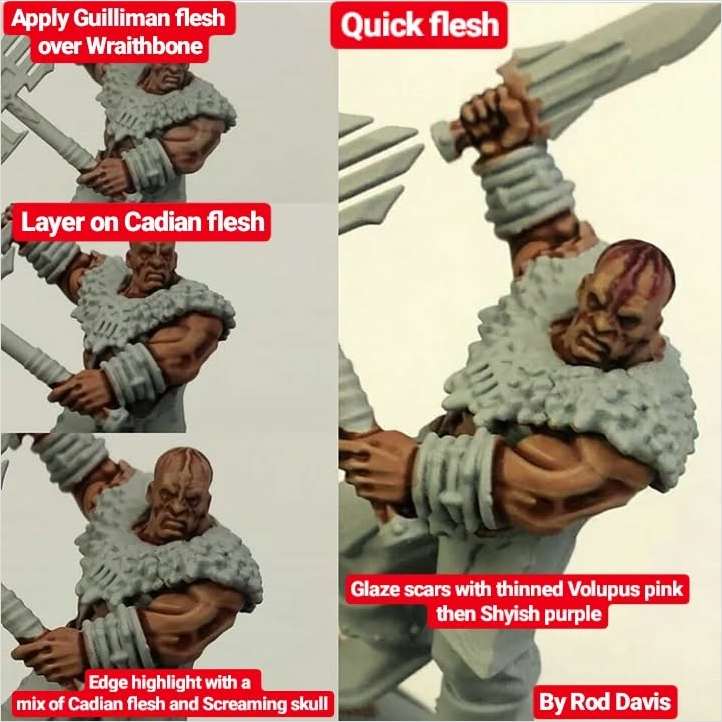 Apply Guilliman flesh
over Wraithbone
Quick flesh
Layer on Cadian flesh
Edge highlight with a
mix of Cadian flesh and Screaming skull
Glaze scars with thinned Volupus pink
then Shyish purple
By Rod Davis